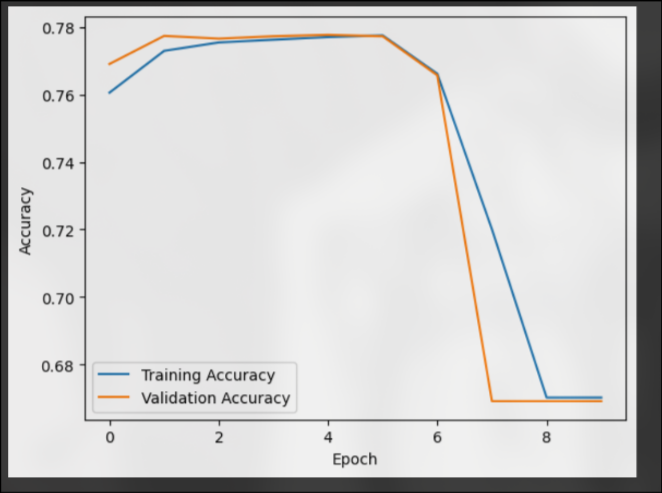 0.78
0.76
0.74
0.72
0.70
0.68
Accuracy
Training Accuracy
Validation Accuracy
0 2 4 6 8
Epoch